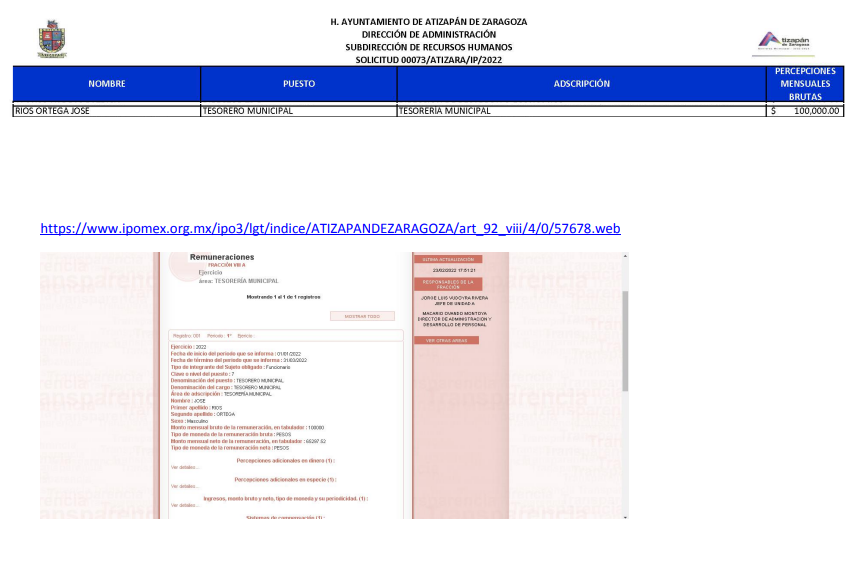 H. AYUNTAMIENTO DE ATIZAPÁN DE ZARAGOZA
DIRECCIÓN DE ADMINISTRACIÓN
SUBDIRECCIÓN DE RECURSOS HUMANOS
SOLICITUD 00073/ATIZARA/IP/2022
Atizapán
de Zaragoza
NOMBRE PUESTO ADSCRIPCIÓN PERCEPCIONES MENSUALES BRUTAS
RIOS ORTEGA JOSE TESORERO MUNICIPAL TESORERIA MUNICIPAL $ 100,000.00
https://www.ipomex.org.mx/ipo3/lgt/indice/ATIZAPANDEZARAGOZA/art_92_viii/4/0/57678.web
Remuneraciones
FRACCIÓN VIII A
Ejercicio
área: TESORERÍA MUNICIPAL
Mostrando 1 al 1 de 1 registros
MOSTRAR TODO
Registro: 001 Periodo: 1° Ejercicio:
Ejercicio : 2022
Fecha de inicio del periodo que se informa : 01/01/2022
Fecha de término del periodo que se informa : 31/03/2022
Tipo de integrante del Sujeto obligado : Funcionario
Clave o nivel del puesto : 7
Denominación del puesto : TESORERO MUNICIPAL
Denominación del cargo : TESORERO MUNICIPAL
Área de adscripción : TESORERÍA MUNICIPAL
Nombre : JOSE
Primer apellido : RIOS
Segundo apellido : ORTEGA
Sexo : Masculino
Monto mensual bruto de la remuneración, en tabulador : 100000
Tipo de moneda de la remuneración bruta : PESOS
Monto mensual neto de la remuneración, en tabulador : 66297.52
Tipo de moneda de la remuneración neta : PESOS
Percepciones adicionales en dinero (1) :
Ver detalles...
Percepciones adicionales en especie (1) :
Ver detalles...
Ingresos, monto bruto y neto, tipo de moneda y su periodicidad. (1) :
Ver detalles...
Sistemas de compensación (1) :
ÚLTIMA ACTUALIZACIÓN
23/02/2022 17:51:21
RESPONSABLES DE LA
FRACCIÓN
JORGE LUIS VUDOYRA RIVERA
JEFE DE UNIDAD A
MACARIO OVANDO MONTOYA
DIRECTOR DE ADMINISTRACION Y
DESARROLLO DE PERSONAL
VER OTRAS ÁREAS